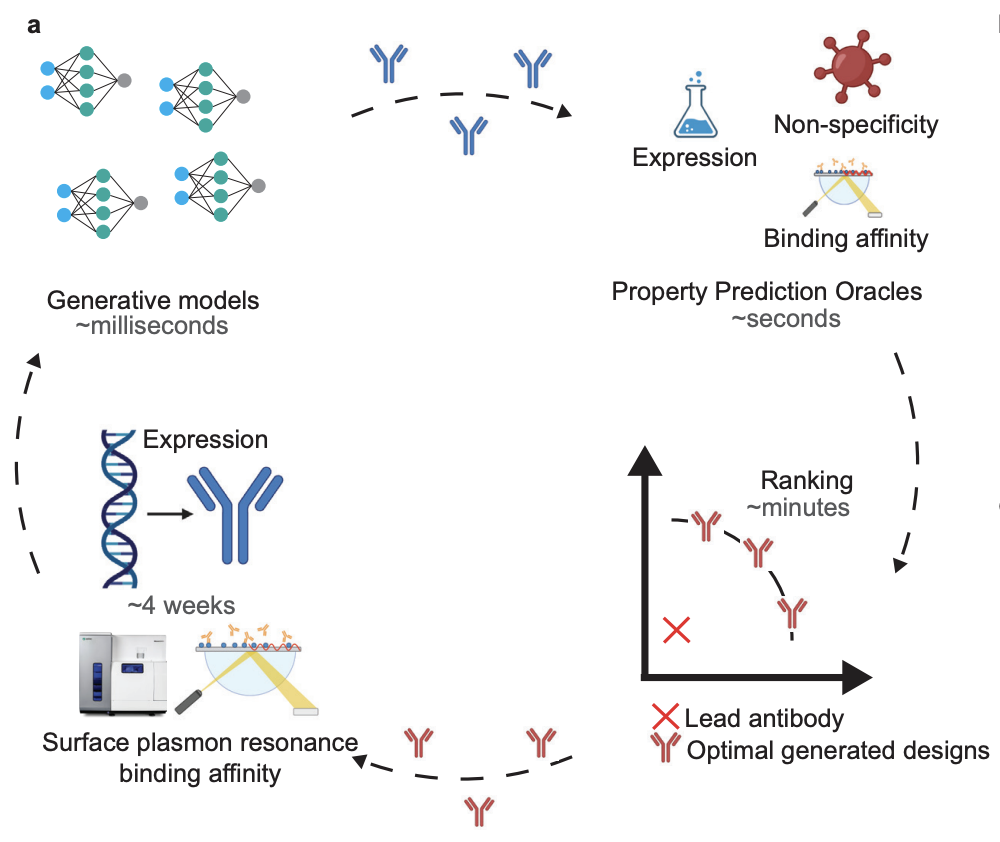 a
Expression
Non-specificity
Binding affinity
Generative models
~milliseconds
Property Prediction Oracles
~seconds
Expression
~4 weeks
Ranking
~minutes
Lead antibody
Optimal generated designs
Surface plasmon resonance
binding affinity